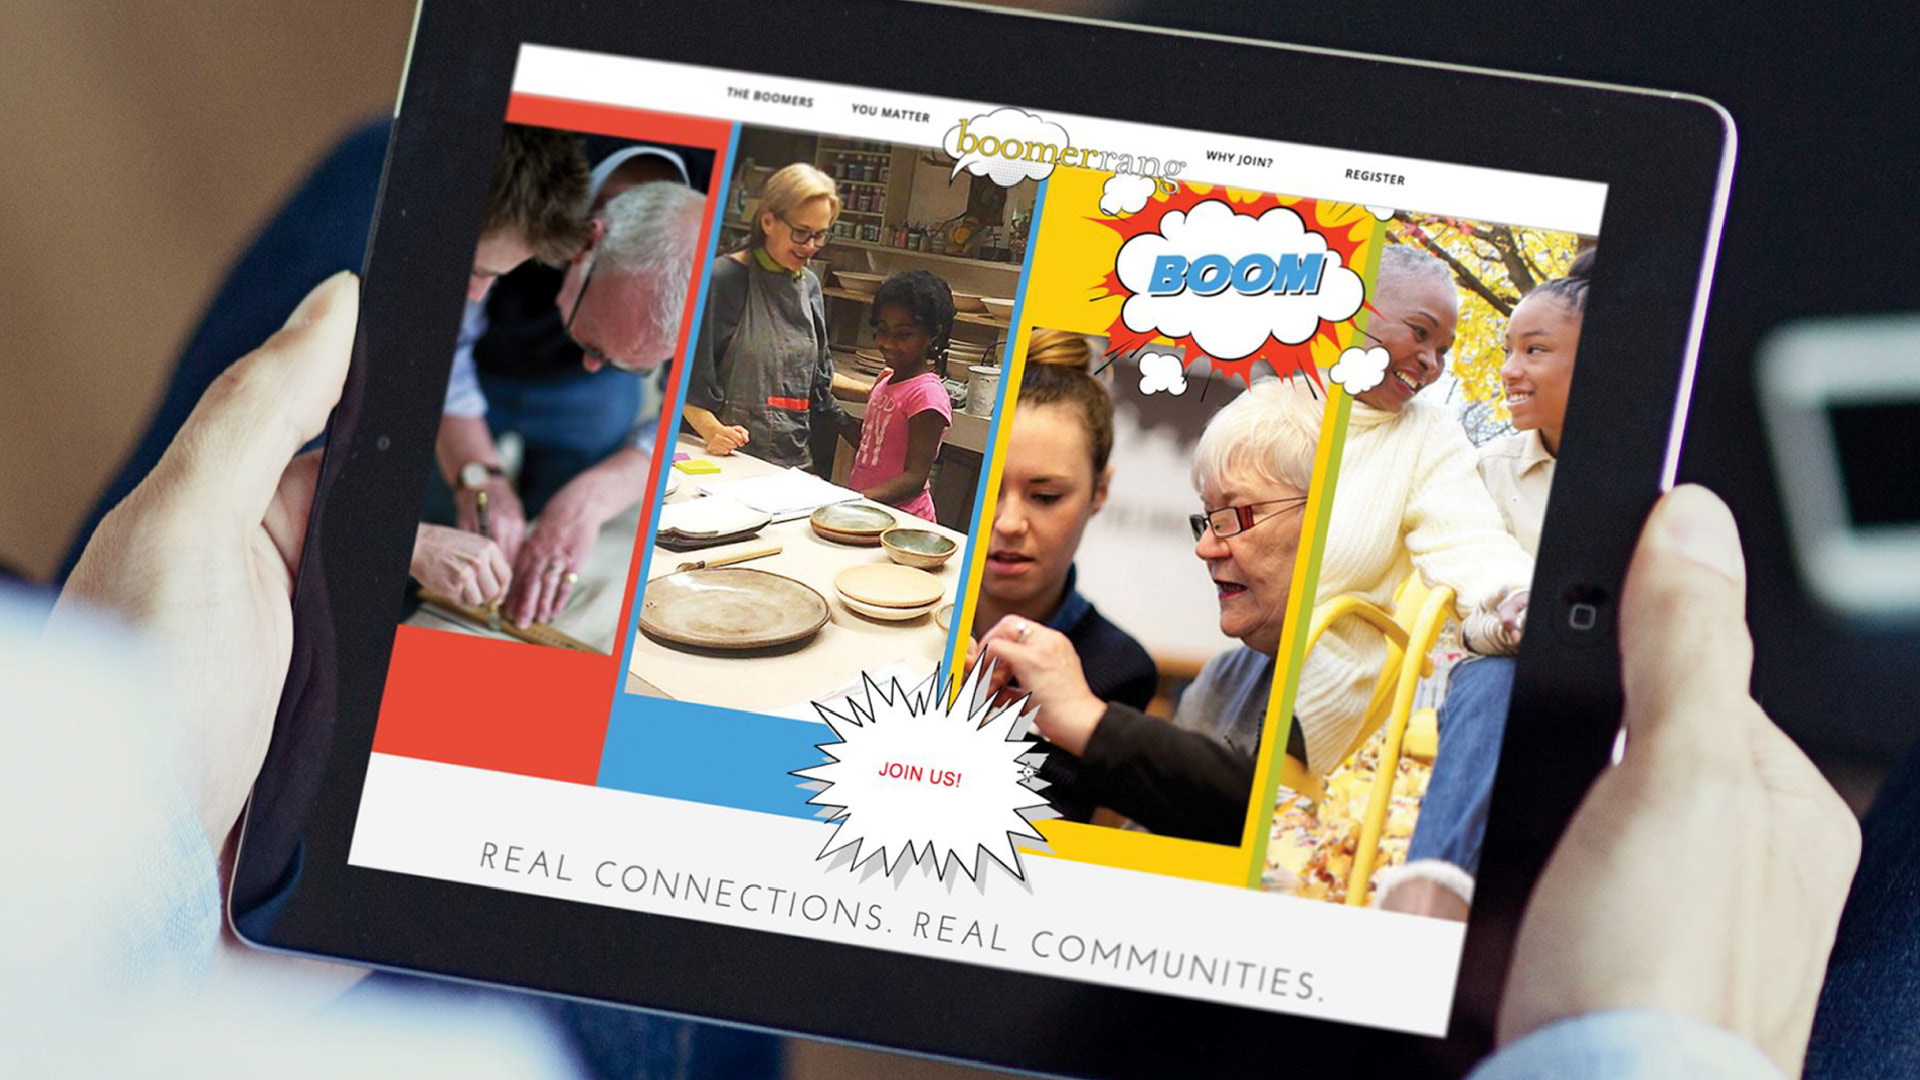 THE BOOMERS
YOU MATTER
boomerrang
WHY JOIN?
REGISTER
BOOM
JOIN US!
REAL CONNECTIONS. REAL COMMUNITIES.